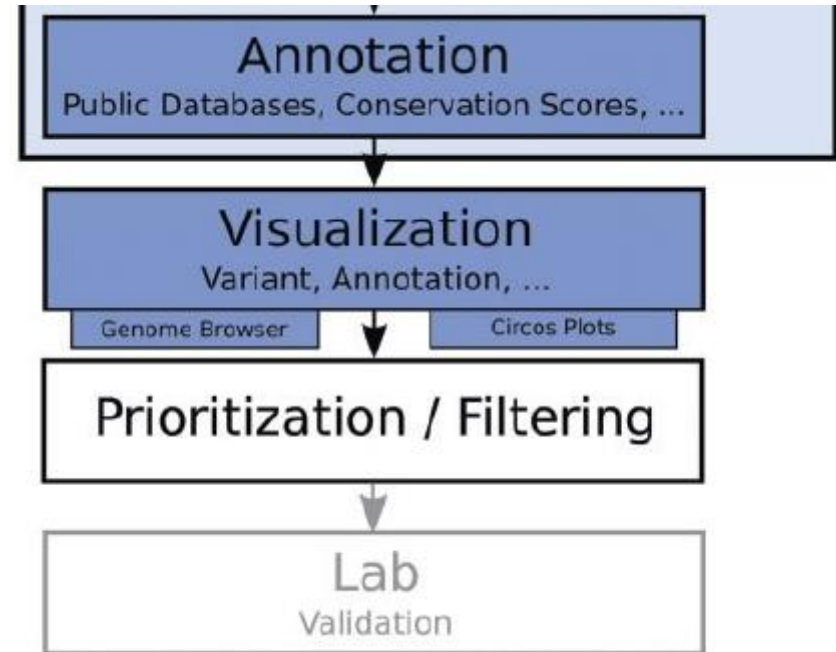 Annotation
Public Databases, Conservation Scores, ...
Visualization
Variant, Annotation, ...
Genome Browser
Circos Plots
Prioritization / Filtering
Lab
Validation